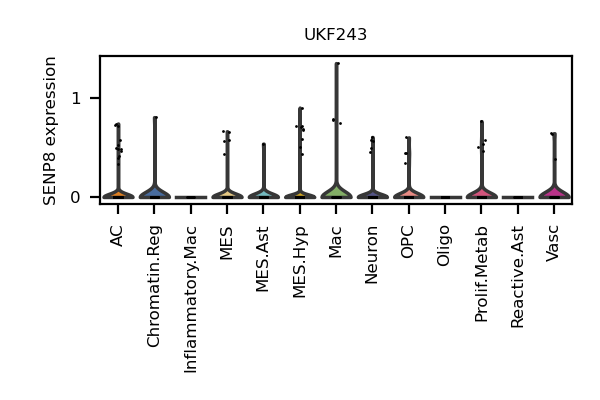 UKF243
SENP8 expression
1
0
AC
Chromatin.Reg
Inflammatory.Mac
MES
MES.Ast
MES.Hyp
Mac
Neuron
OPC
Oligo
Prolif.Metab
Reactive.Ast
Vasc